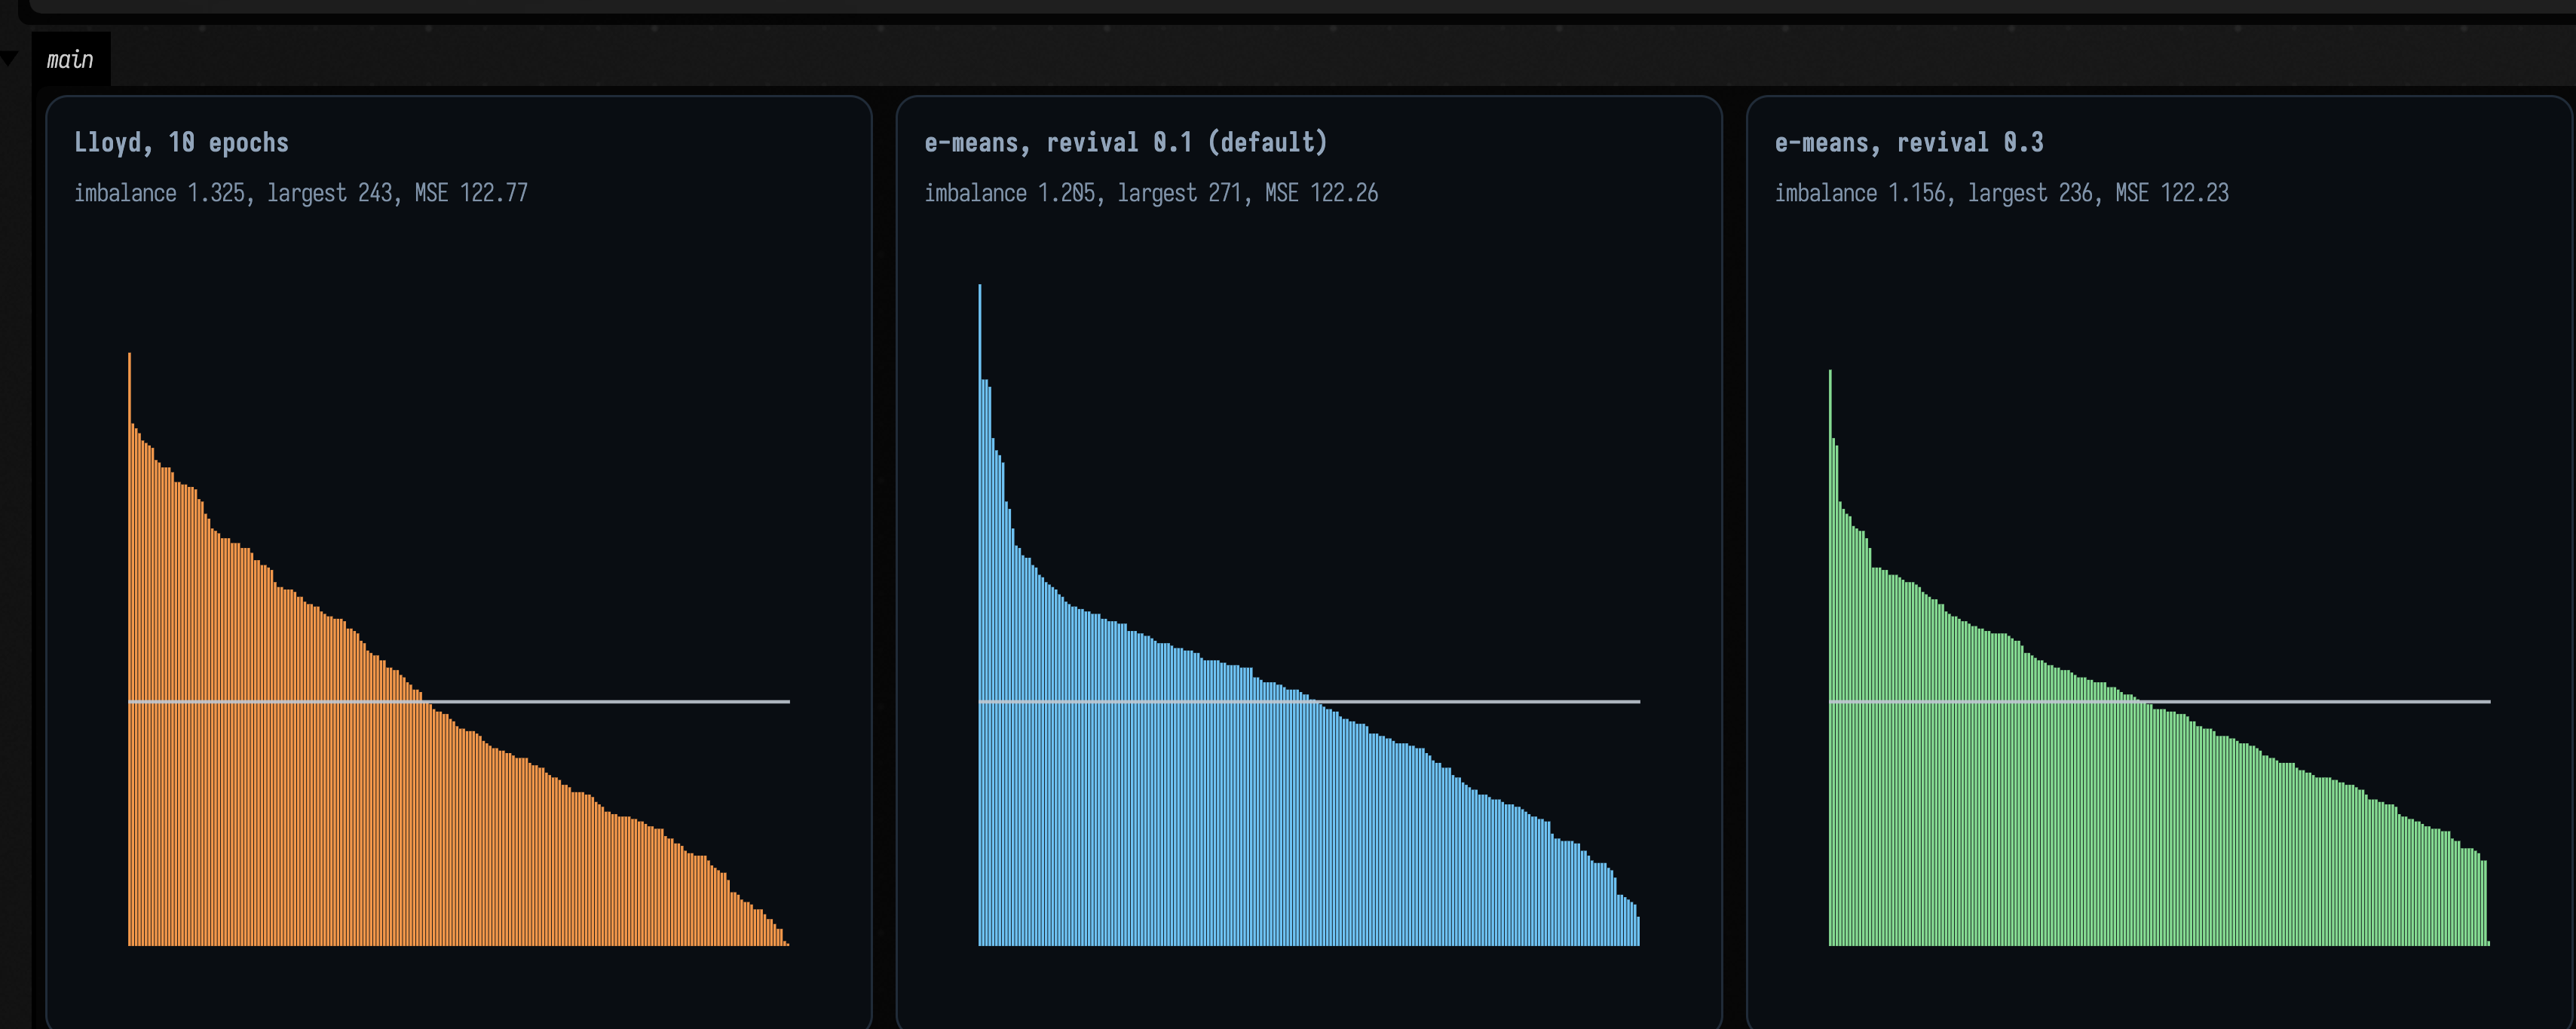 main
Lloyd, 10 epochs
imbalance 1.325, largest 243, MSE 122.77
e-means, revival 0.1 (default)
imbalance 1.205, largest 271, MSE 122.26
e-means, revival 0.3
imbalance 1.156, largest 236, MSE 122.23